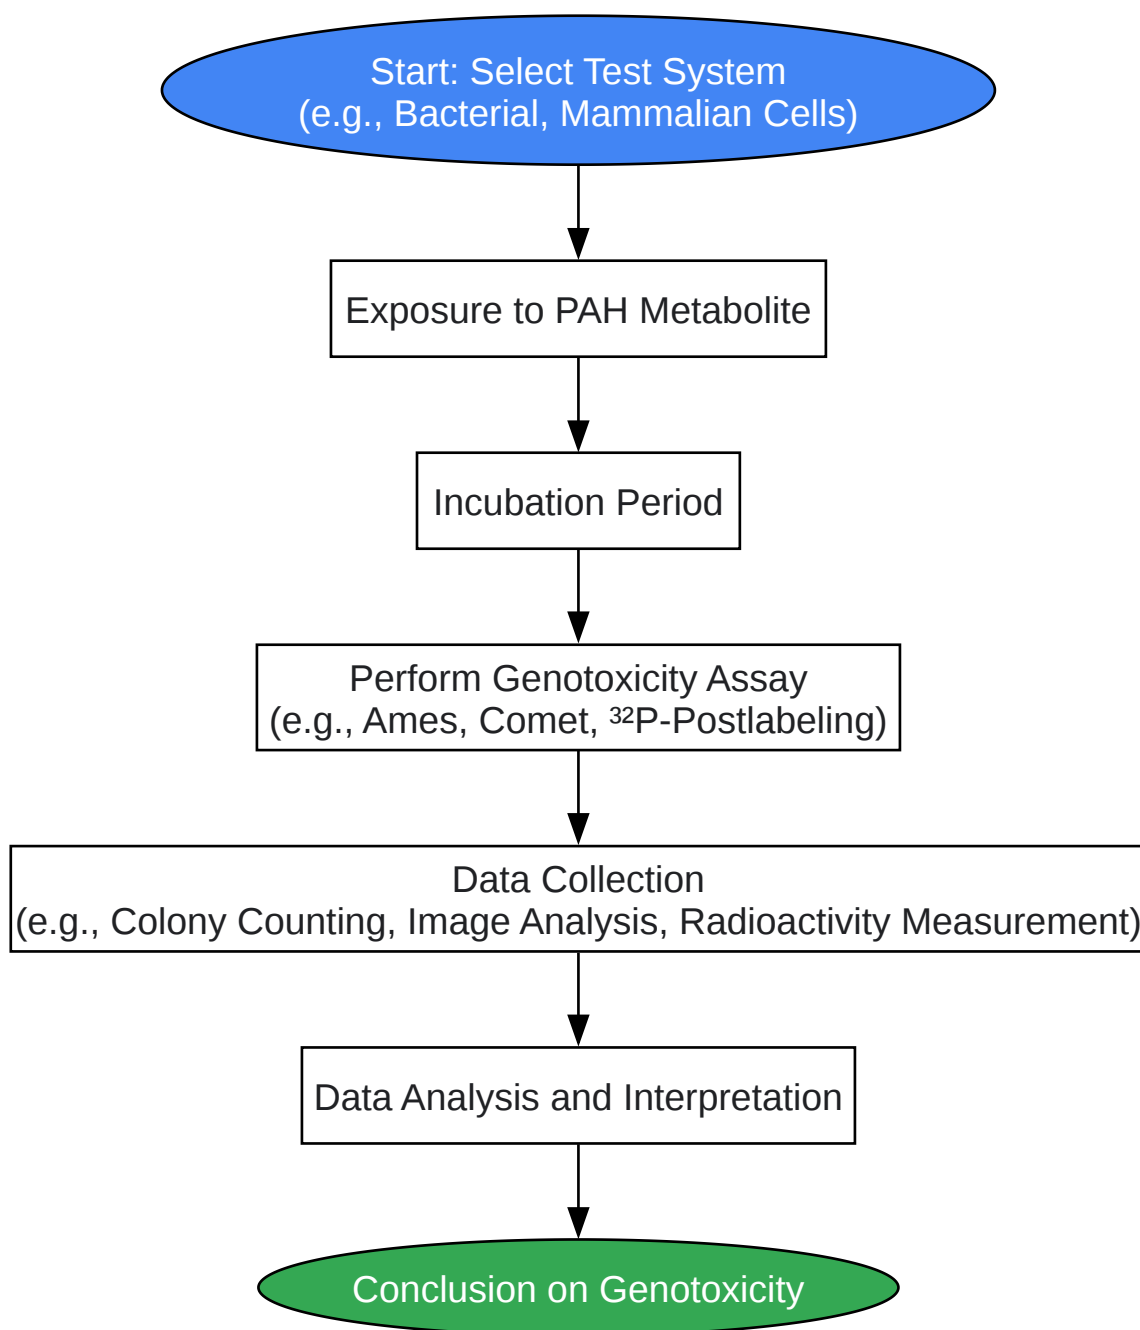 Start: Select Test System
(e.g., Bacterial, Mammalian Cells)
Exposure to PAH Metabolite
Incubation Period
Perform Genotoxicity Assay
(e.g., Ames, Comet, ³²P-Postlabeling)
Data Collection
(e.g., Colony Counting, Image Analysis, Radioactivity Measurement)
Data Analysis and Interpretation
Conclusion on Genotoxicity